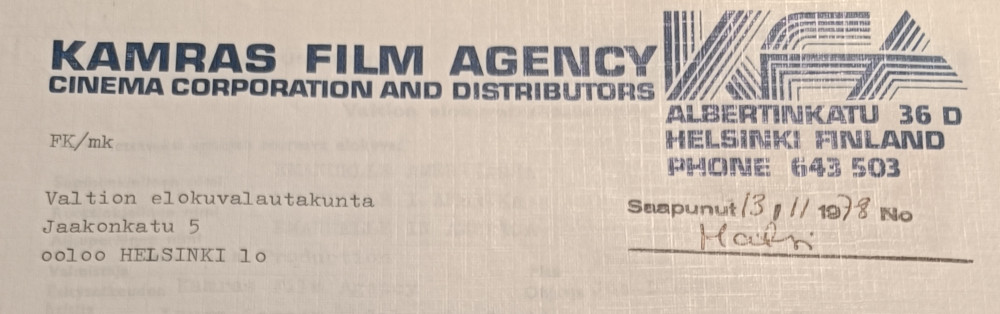 KAMRAS FILM AGENCY
CINEMA CORPORATION AND DISTRIBUTORS
KFA
ALBERTINKATU 36 D
HELSINKI FINLAND
PHONE 643 503
FK/mk
Valtion elokuvalautakunta
Jaakonkatu 5
ooloo HELSINKI lo
Saapunut 13 / 11 1978 No